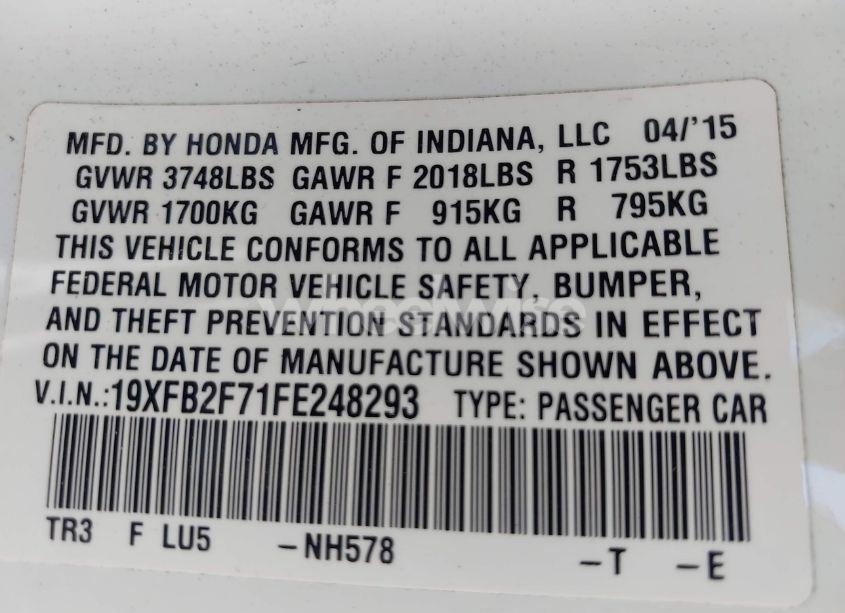 MFD. BY HONDA MFG. OF INDIANA, LLC 04/'15
GVWR 3748LBS GAWR F 2018LBS R 1753LBS
GVWR 1700KG GAWR F 915KG R 795KG
THIS VEHICLE CONFORMS TO ALL APPLICABLE
FEDERAL MOTOR VEHICLE SAFETY, BUMPER,
AND THEFT PREVENTION STANDARDS IN EFFECT
ON THE DATE OF MANUFACTURE SHOWN ABOVE.
V.I.N.:19XFB2F71FE248293 TYPE: PASSENGER CAR
TR3 F LU5 -NH578 -T -E